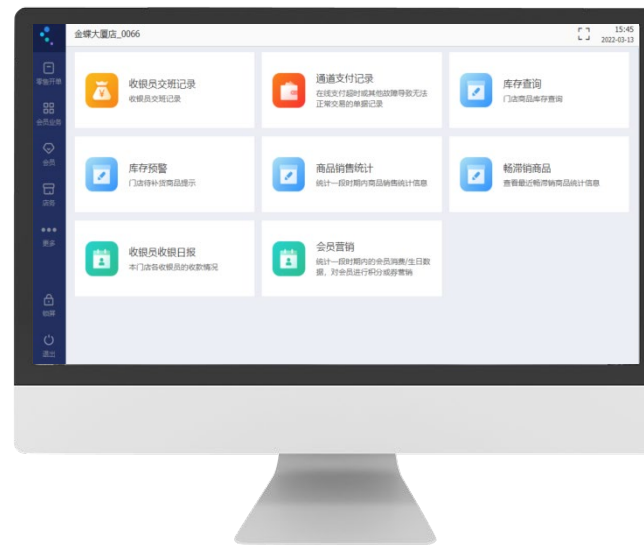 金蝶大厦店_0066
15:45
2022-03-13
零售开单
会员业务
会员
店务
更多
锁屏
退出
收银员交班记录
收银员交班记录
通道支付记录
在线支付超时或其他故障导致无法
正常交易的单据记录
库存查询
门店商品库存查询
库存预警
门店待补货商品提示
商品销售统计
统计一段时期内商品销售统计信息
畅滞销商品
查看最近畅滞销商品统计信息
收银员收银日报
本门店各收银员的收款情况
会员营销
统计一段时期内的会员消费/生日数
据，对会员进行积分或券营销